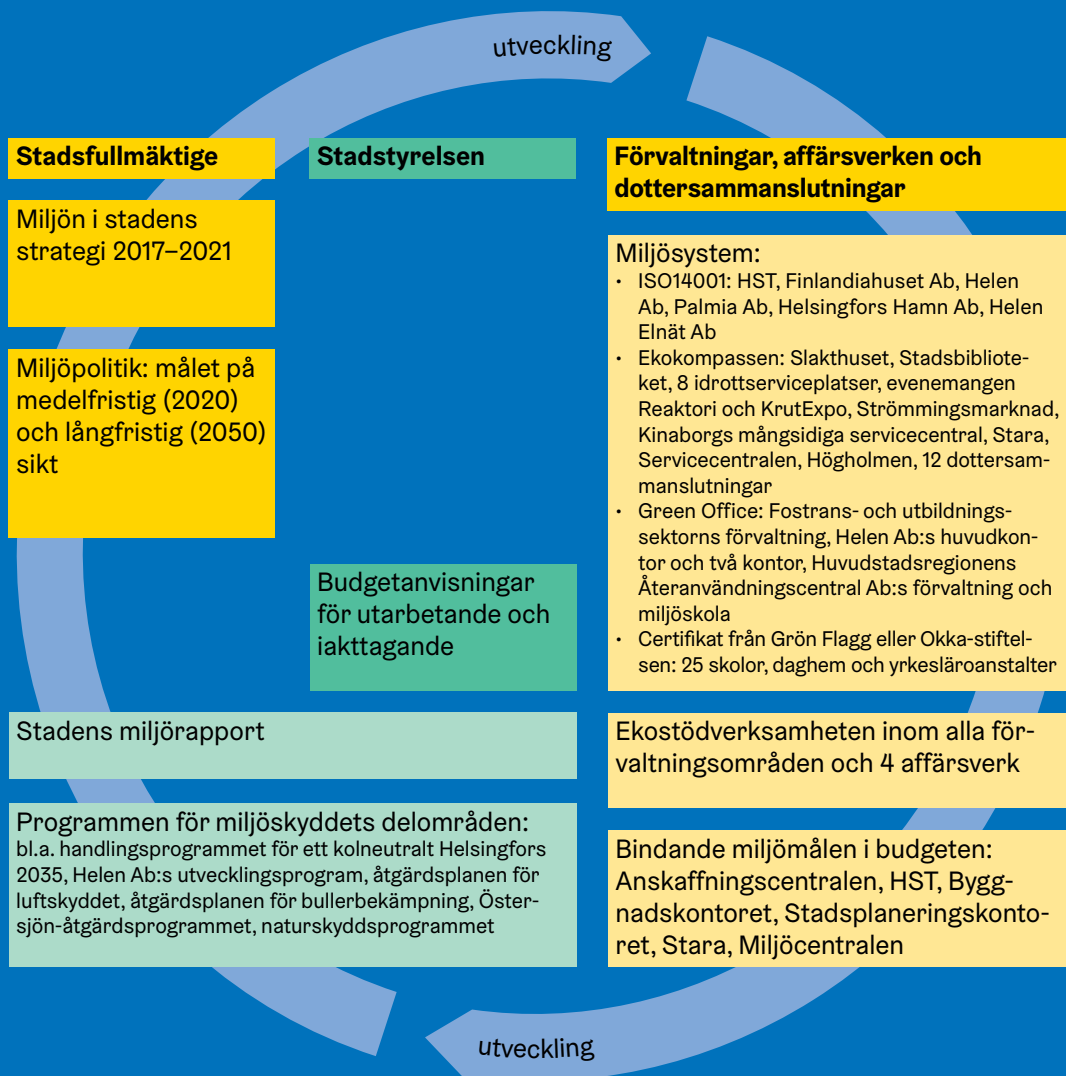 utveckling
Stadsfullmäktige
Miljön i stadens
strategi 2017–2021
Miljöpolitik: målet på
medelfristig (2020)
och långfristig (2050)
sikt
Stadstyrelsen
Budgetanvisningar
för utarbetande och
iakttagande
Stadens miljörapport
Programmen för miljöskyddets delområden:
bl.a. handlingsprogrammet för ett kolneutralt Helsingfors
2035, Helen Ab:s utvecklingsprogram, åtgärdsplanen för
luftskyddet, åtgärdsplanen för bullerbekämpning, Öster-
sjön-åtgärdsprogrammet, naturskyddsprogrammet
Förvaltningar, affärsverken och
dottersammanslutningar
Miljösystem:
• ISO14001: HST, Finlandiahuset Ab, Helen
Ab, Palmia Ab, Helsingfors Hamn Ab, Helen
Elnät Ab
• Ekokompassen: Slakthuset, Stadsbibliote-
ket, 8 idrottserviceplatser, evenemangen
Reaktori och KrutExpo, Strömmingsmarknad,
Kinaborgs mångsidiga servicecentral, Stara,
Servicecentralen, Högholmen, 12 dottersam-
manslutningar
• Green Office: Fostrans- och utbildnings-
sektorns förvaltning, Helen Ab:s huvudkon-
tor och två kontor, Huvudstadsregionens
Återanvändningscentral Ab:s förvaltning och
miljöskola
• Certifikat från Grön Flagg eller Okka-stiftel-
sen: 25 skolor, daghem och yrkesläroanstalter
Ekostödverksamheten inom alla för-
valtningsområden och 4 affärsverk
Bindande miljömålen i budgeten:
Anskaffningscentralen, HST, Bygg-
nadskontoret, Stadsplaneringskonto-
ret, Stara, Miljöcentralen
utveckling